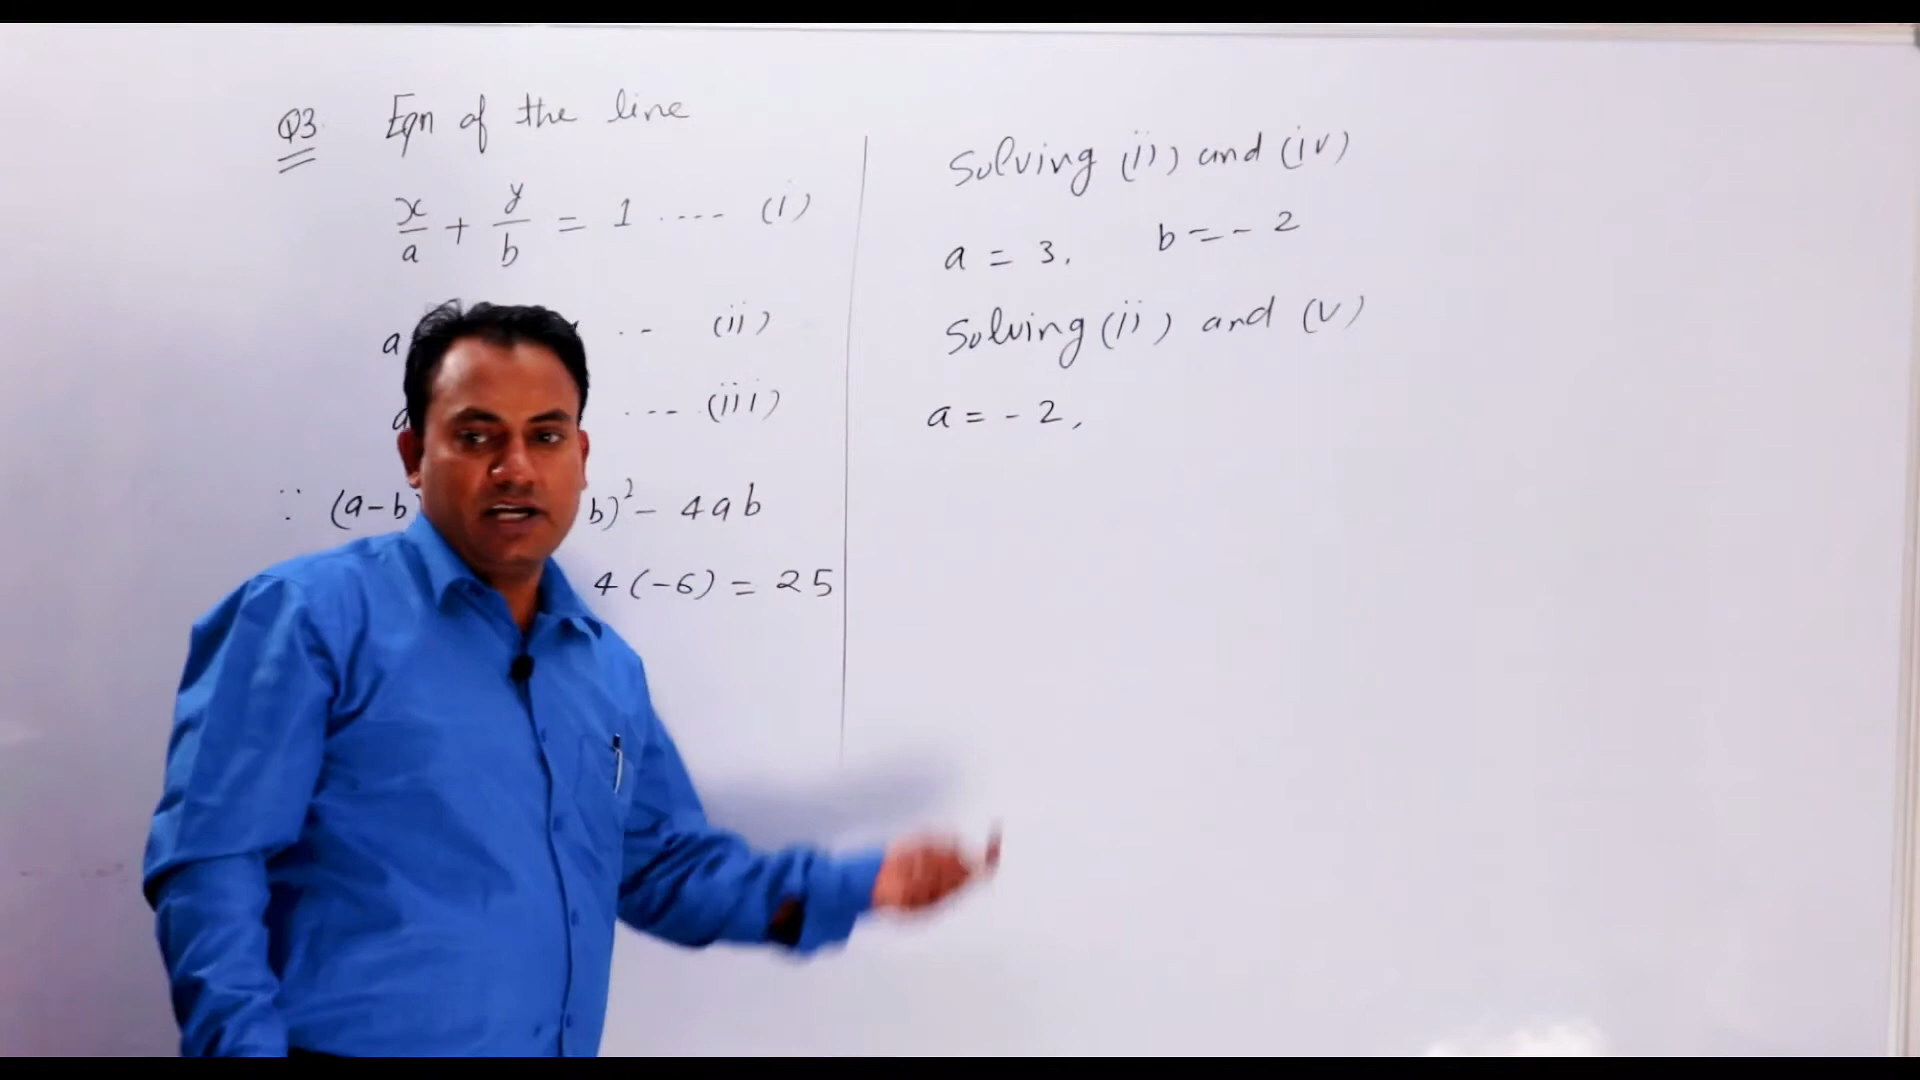 Q3. Eqn of the line
x/a + y/b = 1 .... (i)
a .. - (ii)
... (iii)
∵ (a-b) b)² - 4ab
4(-6) = 25
Solving (ii) and (iv)
a = 3, b = - 2
Solving (ii) and (v)
a = - 2,